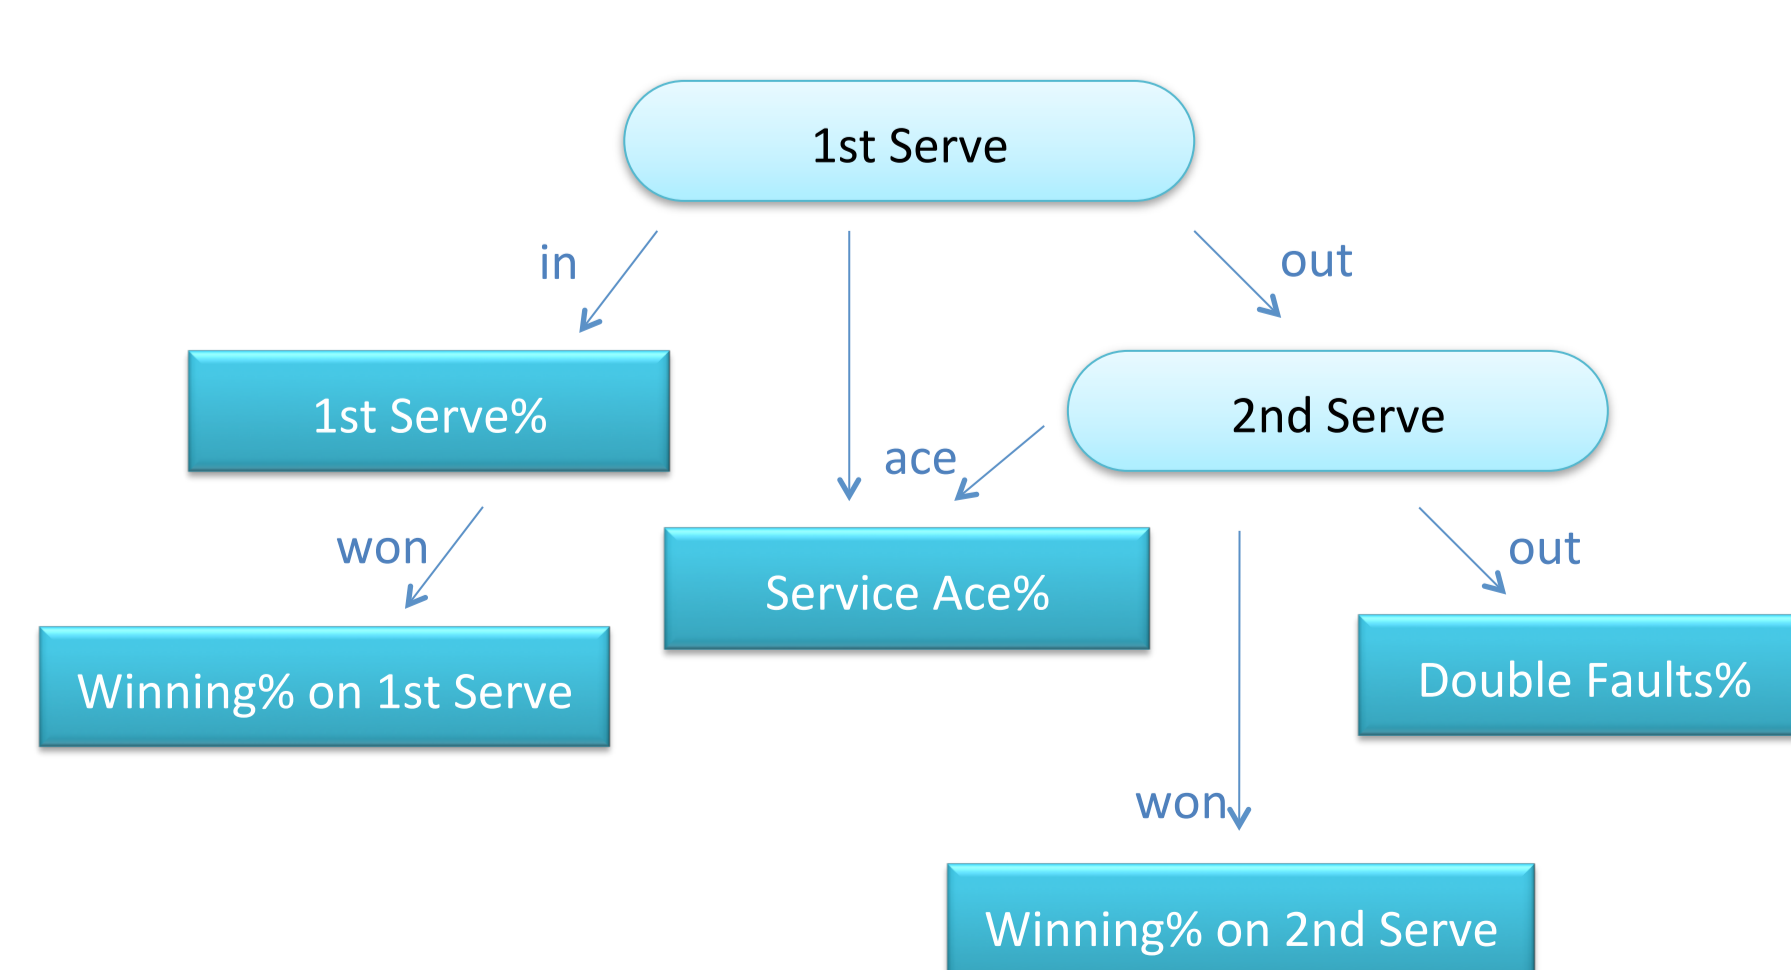 1st Serve
in
out
1st Serve%
2nd Serve
ace
won
out
Service Ace%
Winning% on 1st Serve
Double Faults%
won
Winning% on 2nd Serve